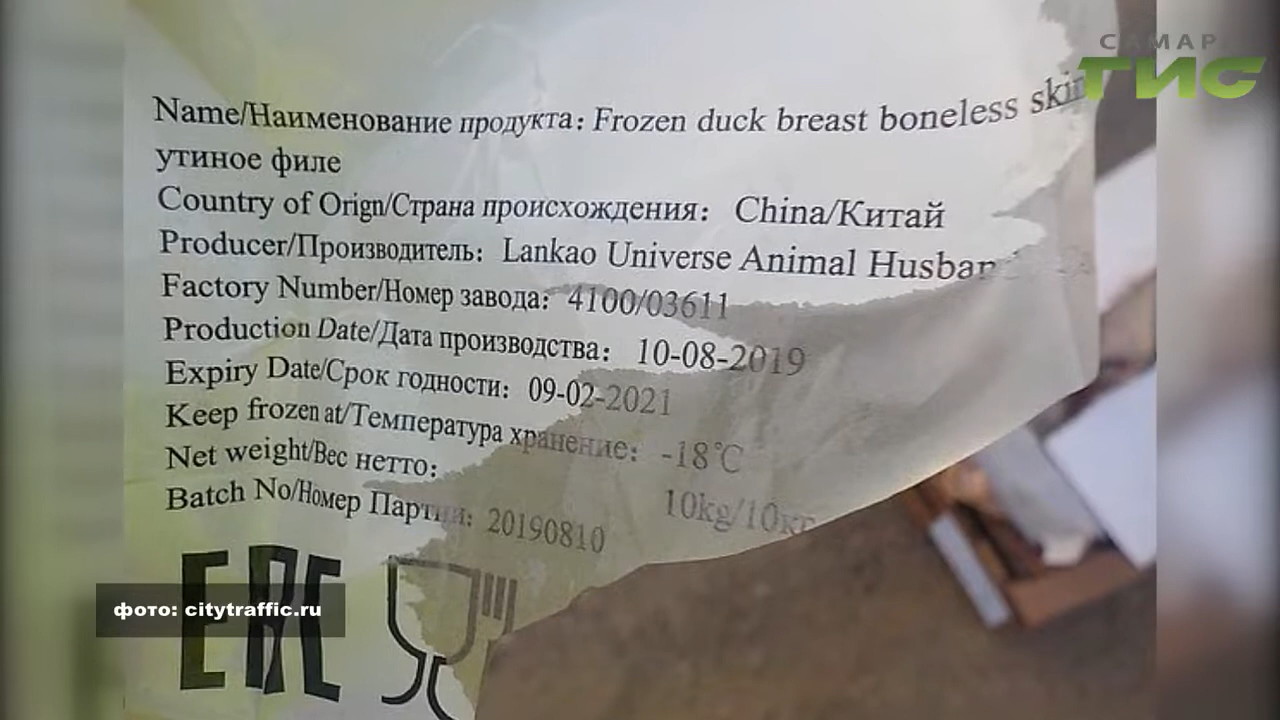 САМАРА
ГИС
Name/Наименование продукта: Frozen duck breast boneless
утиное филе
Country of Orign/Страна происхождения: China/Китай
Producer/Производитель: Lankao Universe Animal
Factory Number/Номер завода: 4100/03611
Production Date/Дата производства: 10-08-2019
Expiry Date/Срок годности: 09-02-2021
Keep frozen at/Температура хранение: -18℃
Net weight/Вес нетто: 10kg/10кг
Batch No/Номер Партии: 20190810
EAC
фото: citytraffic.ru